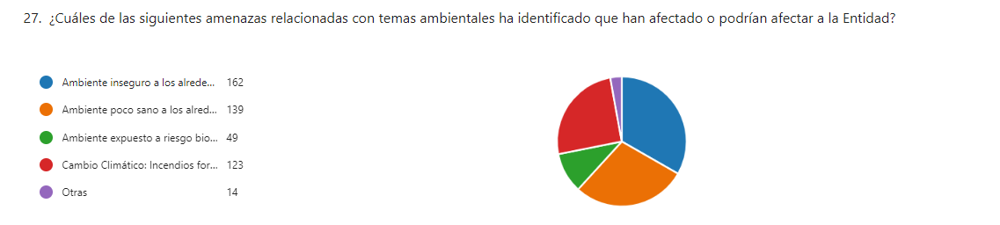 27. ¿Cuáles de las siguientes amenazas relacionadas con temas ambientales ha identificado que han afectado o podrían afectar a la Entidad?
Ambiente inseguro a los alrede... 162
Ambiente poco sano a los alred... 139
Ambiente expuesto a riesgo bio... 49
Cambio Climático: Incendios for... 123
Otras 14